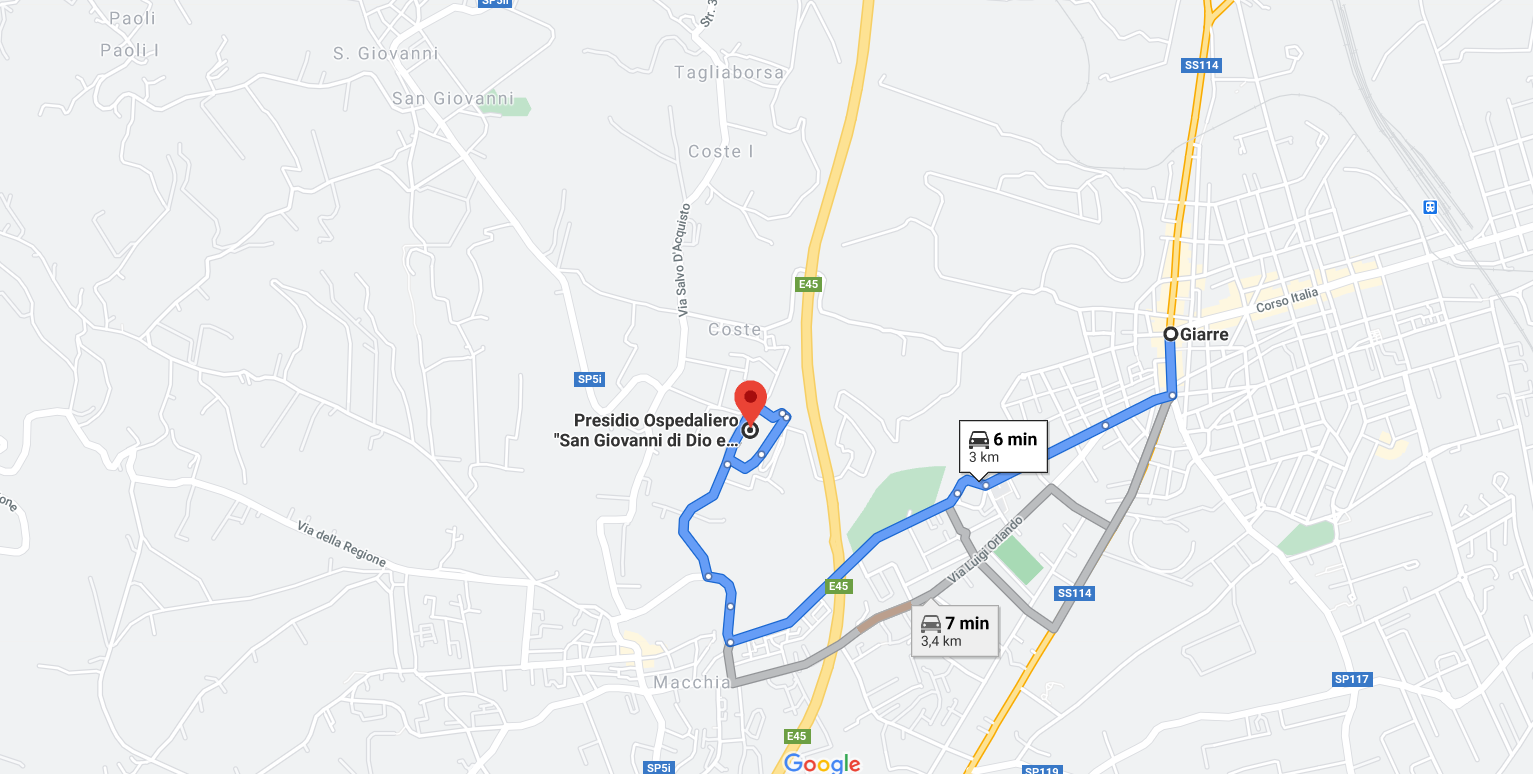 SP5ii
Paoli
Paoli I
S. Giovanni
San Giovanni
Str. 3
Tagliaborsa
SS114
Coste I
Via Salvo D'Acquisto
E45
Corso Italia
Coste
Giarre
SP5i
Presidio Ospedaliero
"San Giovanni di Dio e...
6 min
3 km
one
Via della Regione
Via Luigi Orlando
E45
SS114
7 min
3,4 km
Macchia
SP117
E45
Google
SP5i
SP119